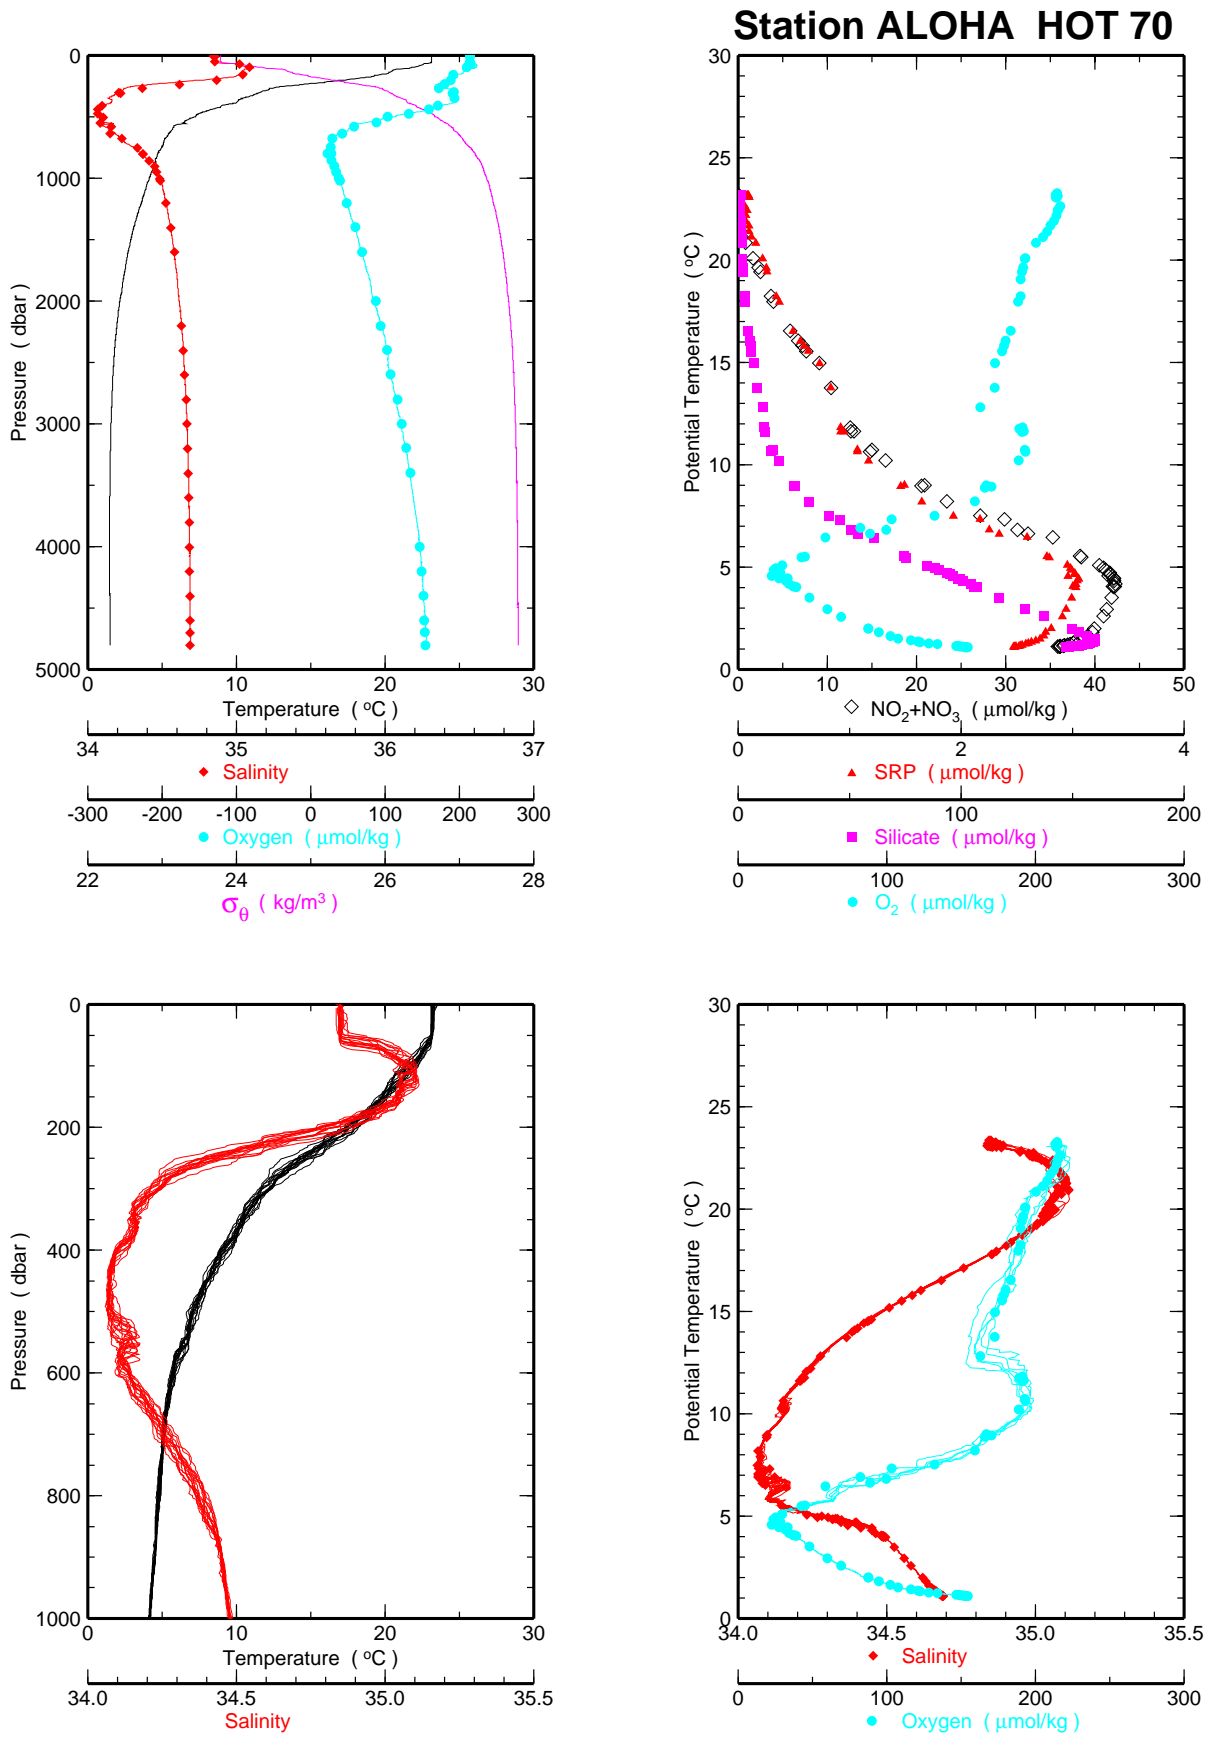 Station ALOHA HOT 70
0
1000
2000
3000
4000
5000
Pressure ( dbar )
0 10 20 30
Temperature ( °C )
34 35 36 37
Salinity
-300 -200 -100 0 100 200 300
Oxygen ( μmol/kg )
22 23 24 25 26 27 28
σθ ( kg/m³ )
30
25
20
15
10
5
0
Potential Temperature ( °C )
0 10 20 30 40 50
NO₂+NO₃ ( μmol/kg )
0 2 4
SRP ( μmol/kg )
0 100 200
Silicate ( μmol/kg )
0 100 200 300
O₂ ( μmol/kg )
0
200
400
600
800
1000
Pressure ( dbar )
0 10 20 30
Temperature ( °C )
34.0 34.5 35.0 35.5
Salinity
30
25
20
15
10
5
0
Potential Temperature ( °C )
34.0 34.5 35.0 35.5
Salinity
0 100 200 300
Oxygen ( μmol/kg )